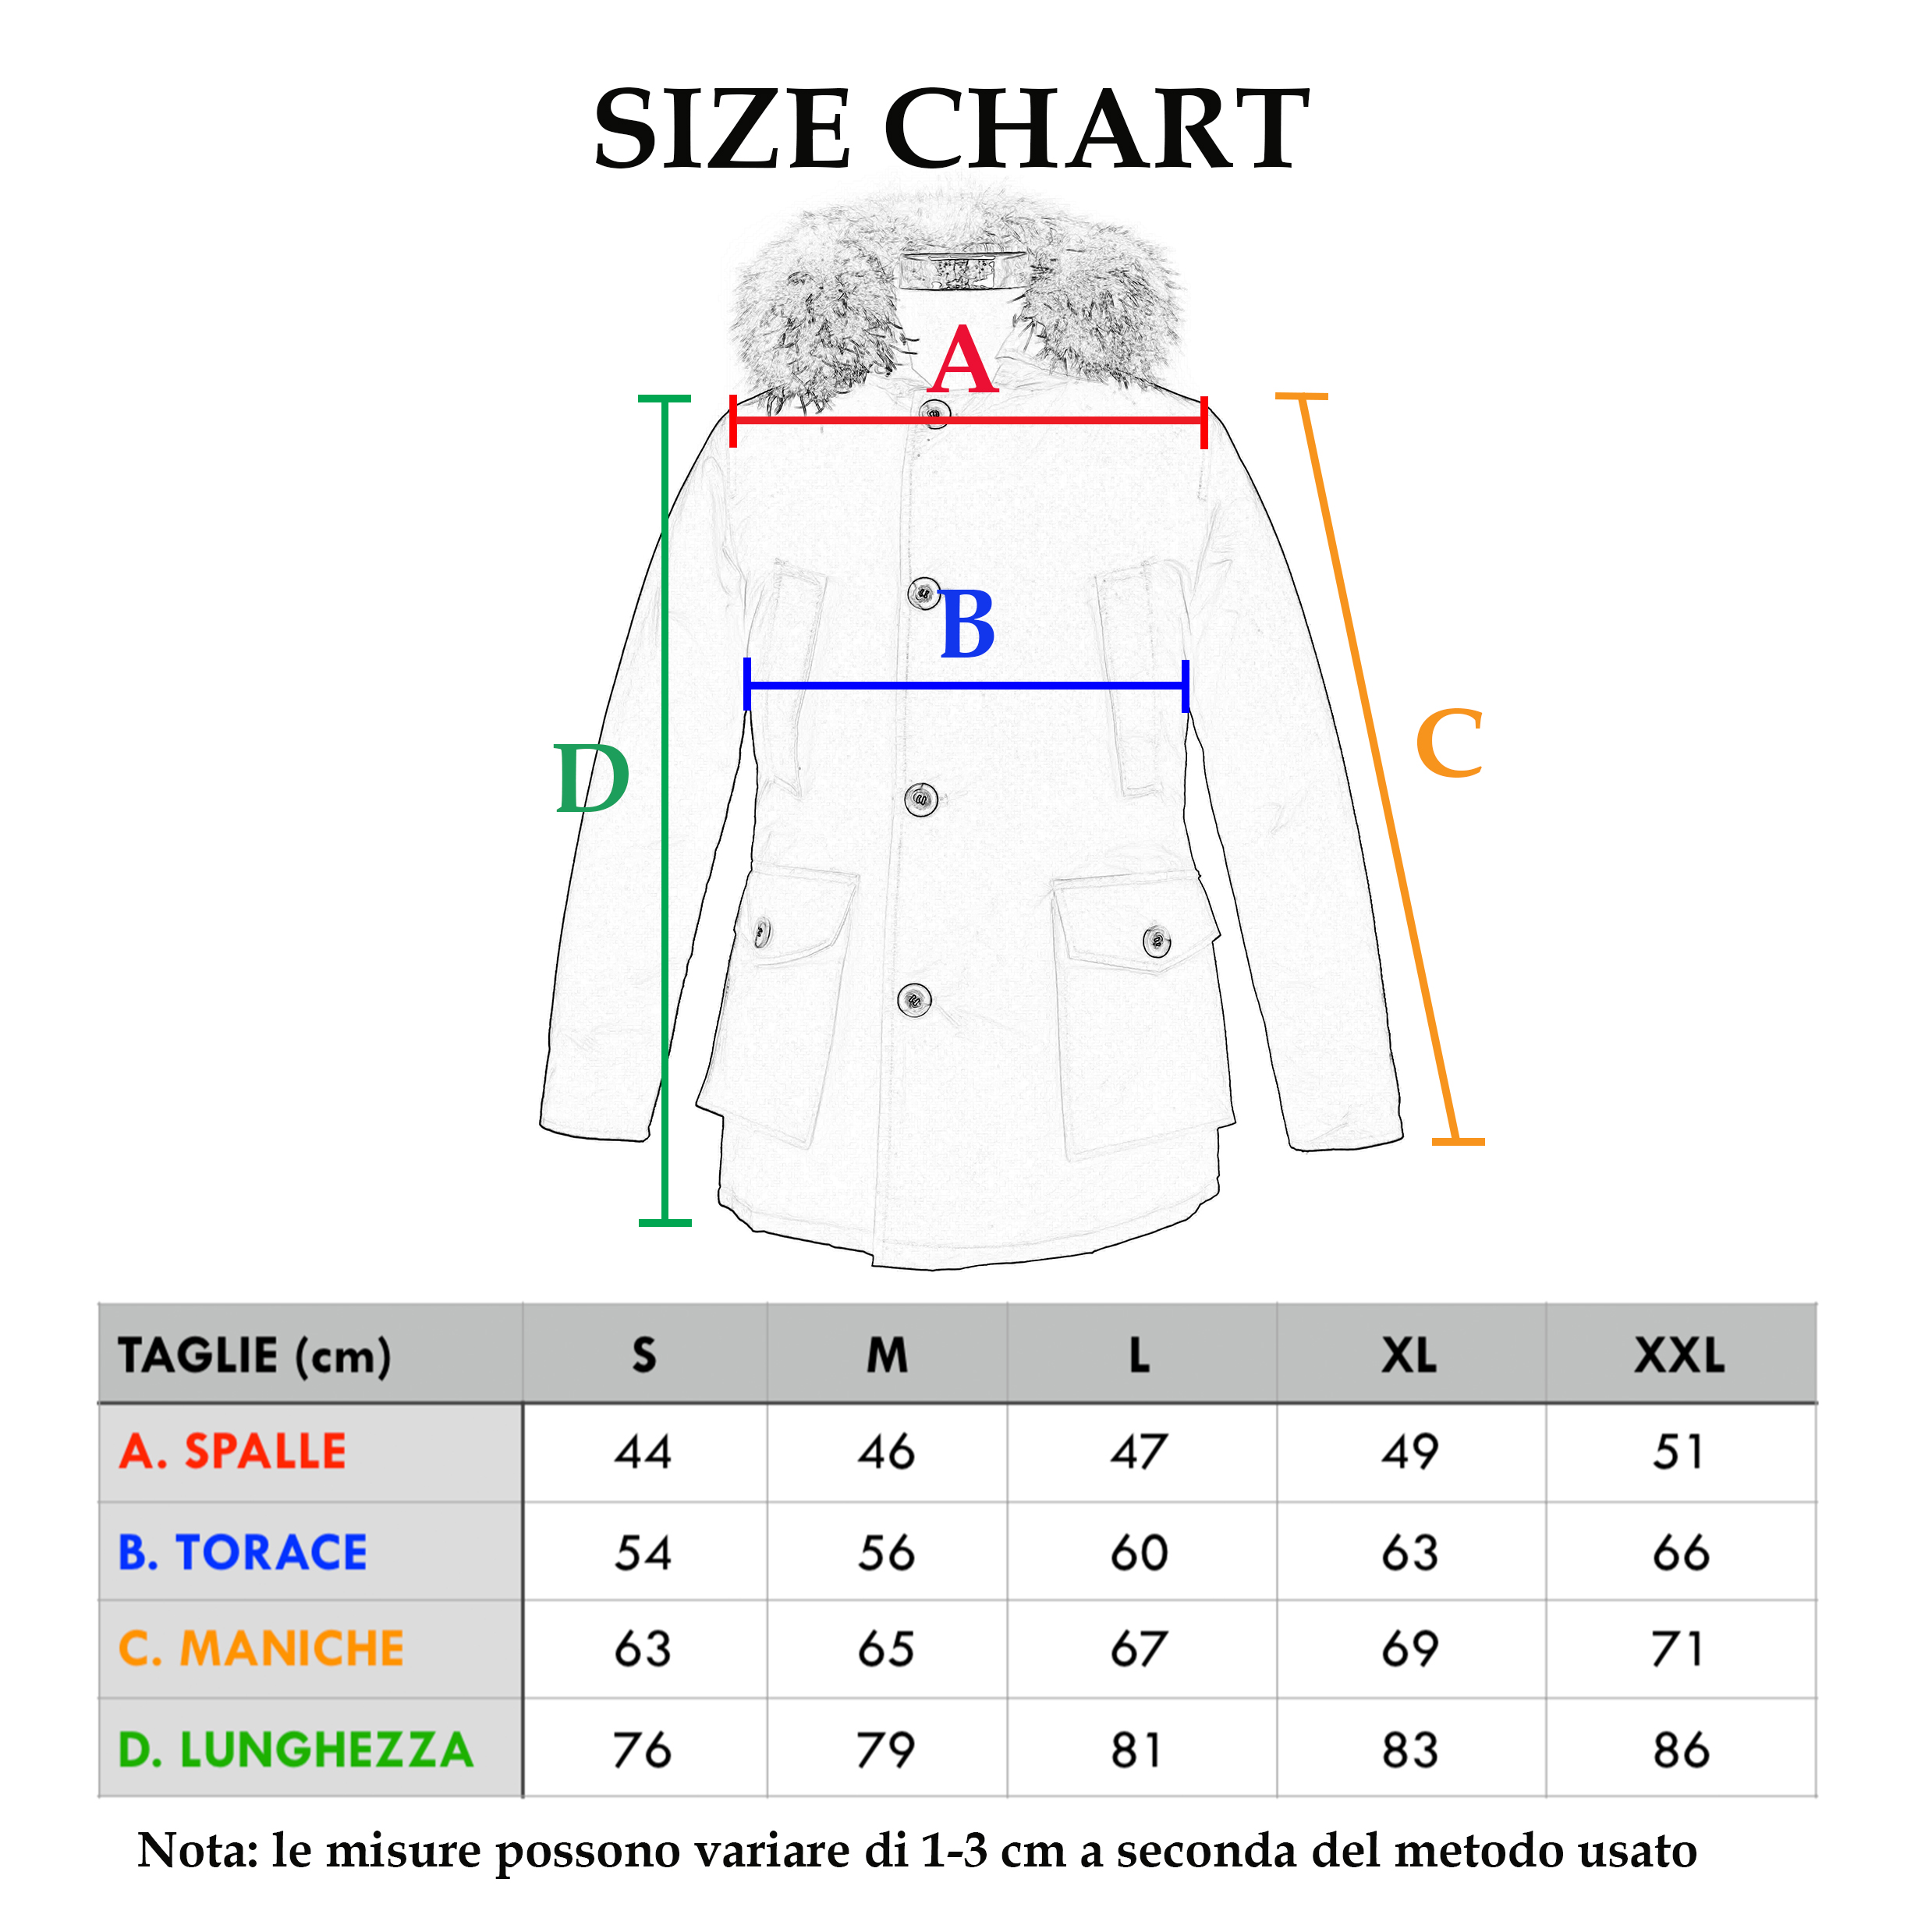 SIZE CHART
A
B
D
C
TAGLIE (cm) S M L XL XXL
A. SPALLE 44 46 47 49 51
B. TORACE 54 56 60 63 66
C. MANICHE 63 65 67 69 71
D. LUNGHEZZA 76 79 81 83 86
Nota: le misure possono variare di 1-3 cm a seconda del metodo usato